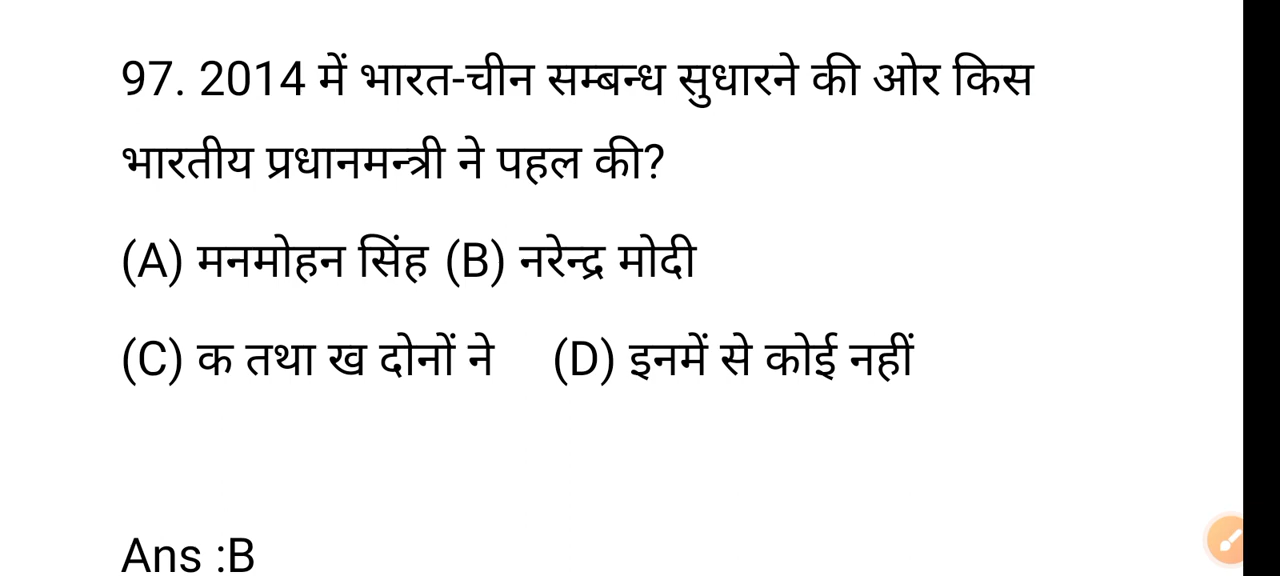 97. 2014 में भारत-चीन सम्बन्ध सुधारने की ओर किस
भारतीय प्रधानमन्त्री ने पहल की?
(A) मनमोहन सिंह (B) नरेन्द्र मोदी
(C) क तथा ख दोनों ने (D) इनमें से कोई नहीं
Ans :B